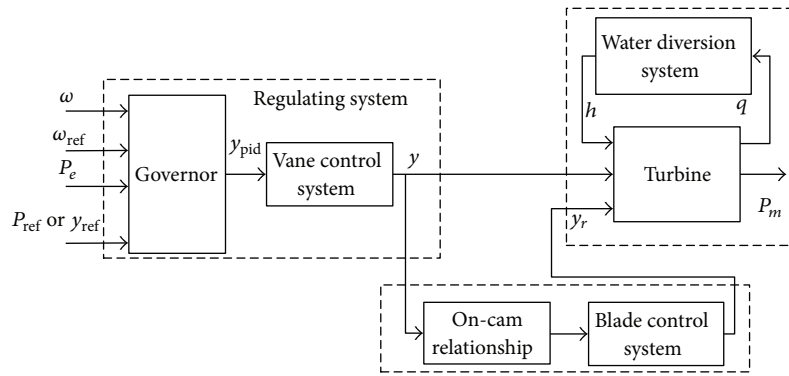 Water diversion
system
h
q
Regulating system
ω
ω_ref
P_e
P_ref or y_ref
Governor
y_pid
Vane control
system
y
Turbine
P_m
y_r
On-cam
relationship
Blade control
system